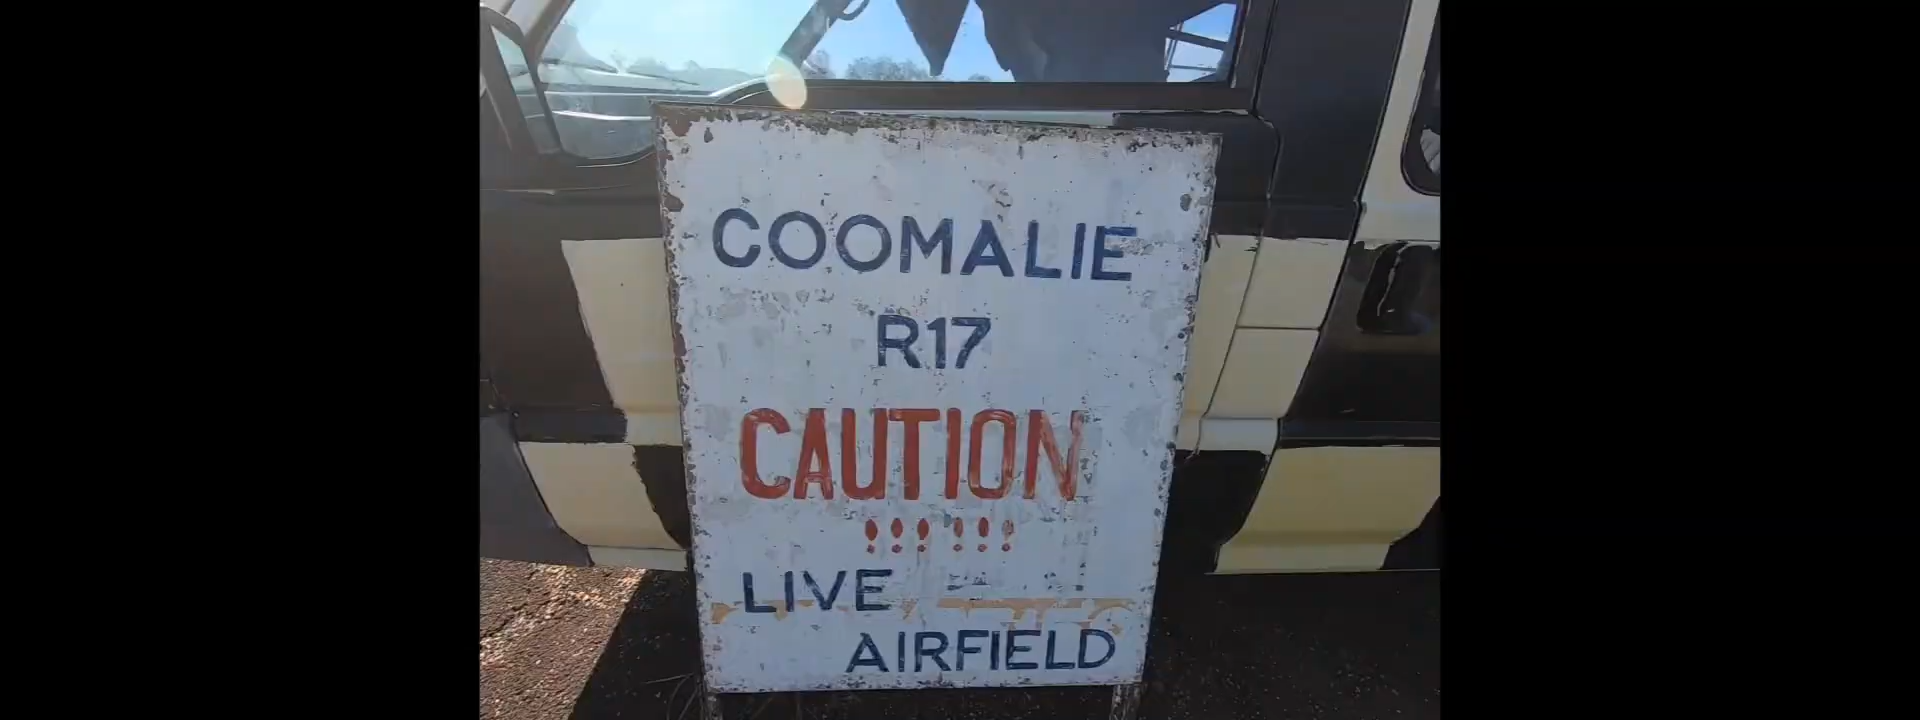 COOMALIE
R17
CAUTION
!!! !!!
LIVE
AIRFIELD